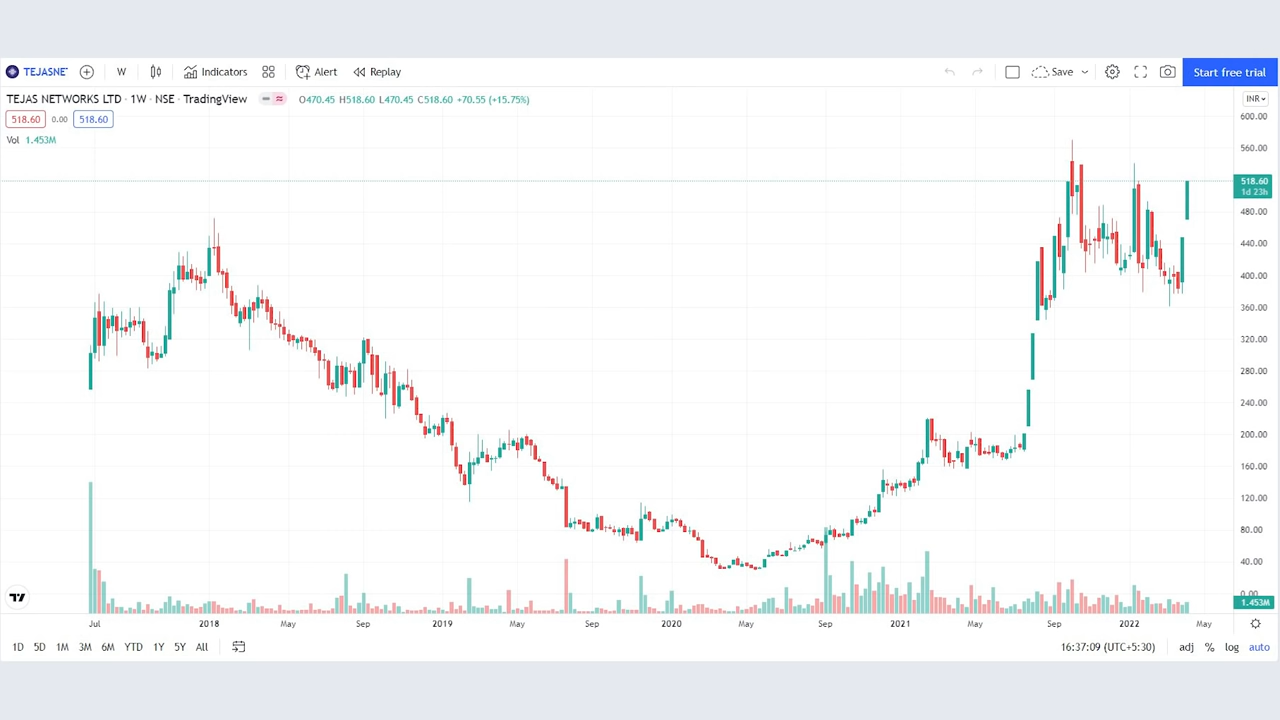 TEJASNE W Indicators Alert Replay Save Start free trial
TEJAS NETWORKS LTD · 1W · NSE · TradingView O470.45 H518.60 L470.45 C518.60 +70.55 (+15.75%) INR
518.60 0.00 518.60
Vol 1.453M
600.00
560.00
518.60
1d 23h
480.00
440.00
400.00
360.00
320.00
280.00
240.00
200.00
160.00
120.00
80.00
40.00
0.00
1.453M
Jul 2018 May Sep 2019 May Sep 2020 May Sep 2021 May Sep 2022 May
1D 5D 1M 3M 6M YTD 1Y 5Y All 16:37:09 (UTC+5:30) adj % log auto